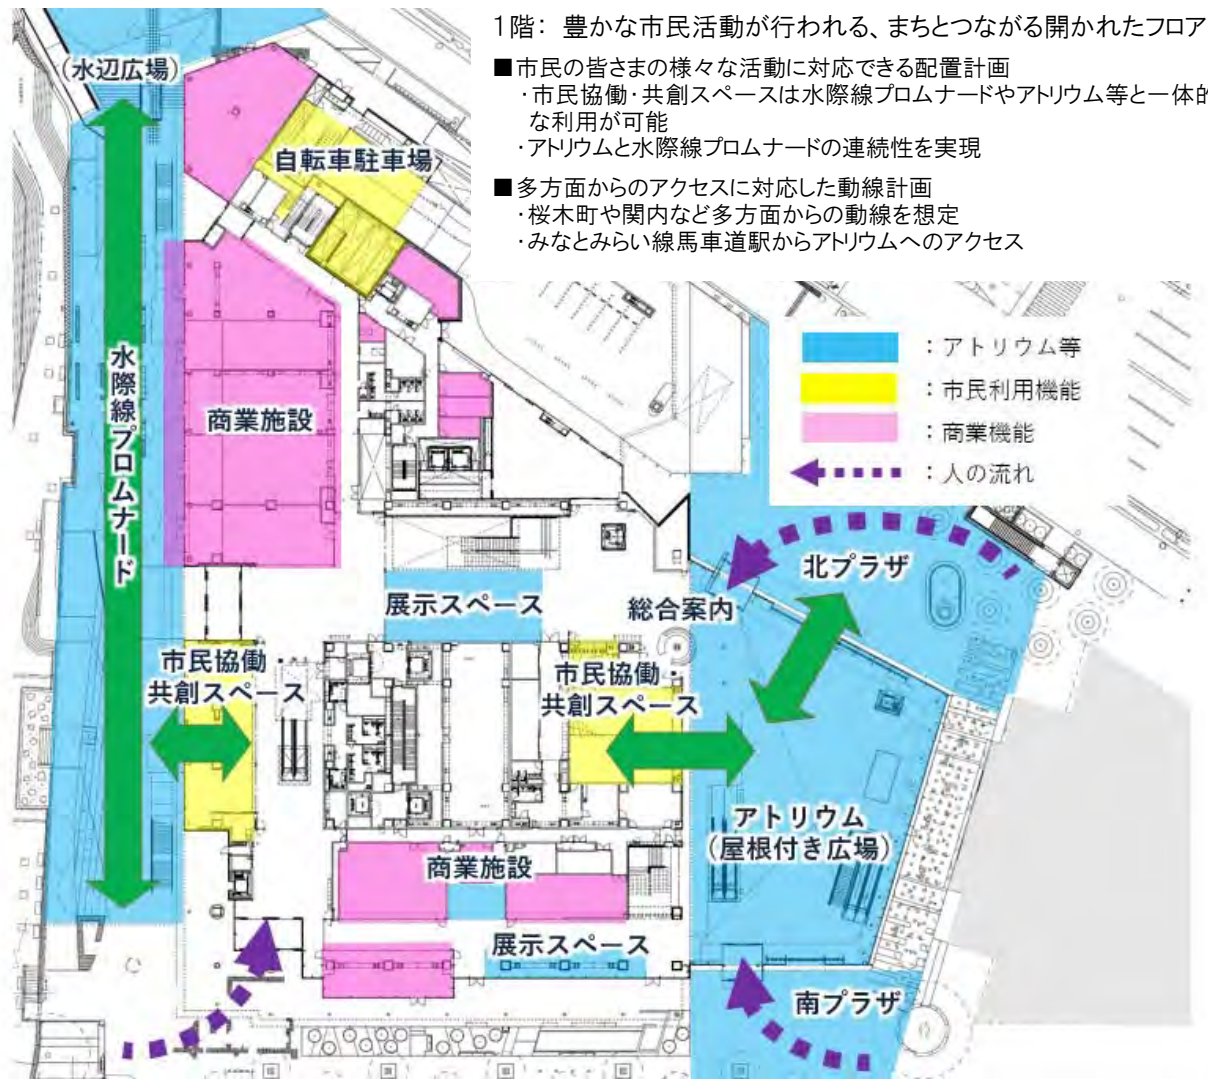 1階： 豊かな市民活動が行われる、まちとつながる開かれたフロア
■市民の皆さまの様々な活動に対応できる配置計画
・市民協働・共創スペースは水際線プロムナードやアトリウム等と一体的
な利用が可能
・アトリウムと水際線プロムナードの連続性を実現
■多方面からのアクセスに対応した動線計画
・桜木町や関内など多方面からの動線を想定
・みなとみらい線馬車道駅からアトリウムへのアクセス
（水辺広場）
自転車駐車場
：アトリウム等
：市民利用機能
：商業機能
：人の流れ
水際線プロムナード
商業施設
北プラザ
展示スペース
総合案内
市民協働
共創スペース
市民協働
共創スペース
アトリウム
（屋根付き広場）
商業施設
展示スペース
南プラザ